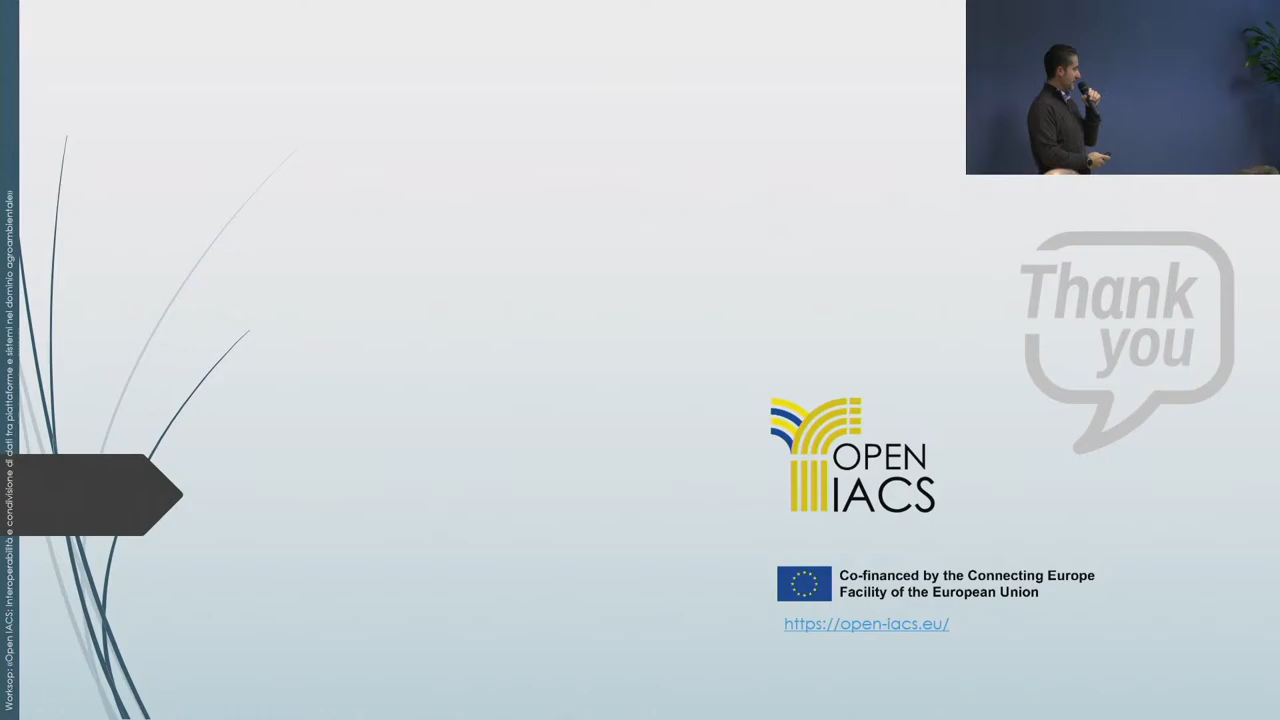 Thank
you
OPEN
IACS
Co-financed by the Connecting Europe
Facility of the European Union
https://open-iacs.eu/
Worksop: «Open IACS: Interoperabilità e condivisione di dati tra piattaforme e sistemi nel dominio agroambientale»